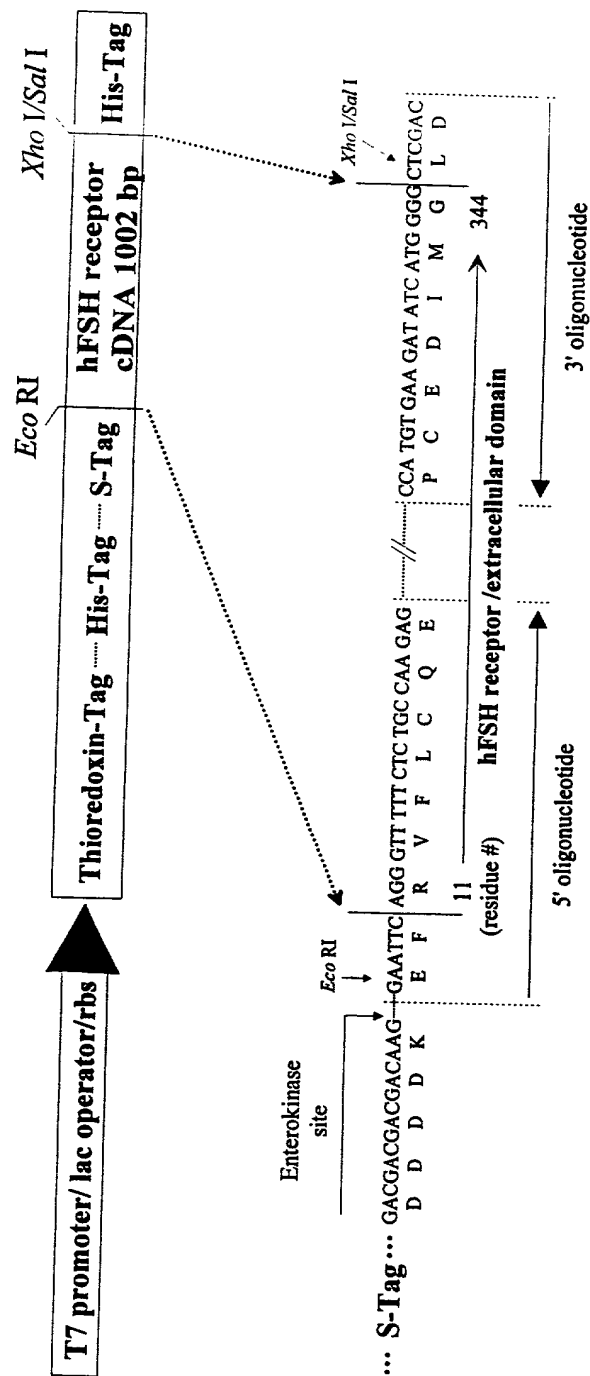 Eco RI
Xho I/Sal I
T7 promoter/ lac operator/rbs
Thioredoxin-Tag ······ His-Tag ······ S-Tag
hFSH receptor
cDNA 1002 bp
His-Tag
Enterokinase
site
Eco RI
Xho I/Sal I
··· S-Tag ··· GACGACGACGACAAG GAATTC AGG GTT TTT CTC TGC CAA GAG // CCA TGT GAA GAT ATC ATG GGG CTCGAC
D D D D K E F R V F L C Q E P C E D I M G L D
11
(residue #)
hFSH receptor /extracellular domain
344
5' oligonucleotide
3' oligonucleotide